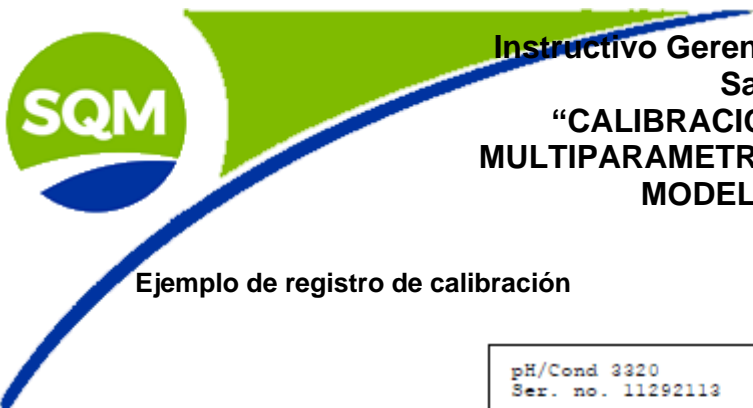 SQM
Instructivo Geren
Sa
“CALIBRACIO
MULTIPARAMETR
MODEL
Ejemplo de registro de calibración
pH/Cond 3320
Ser. no. 11292113